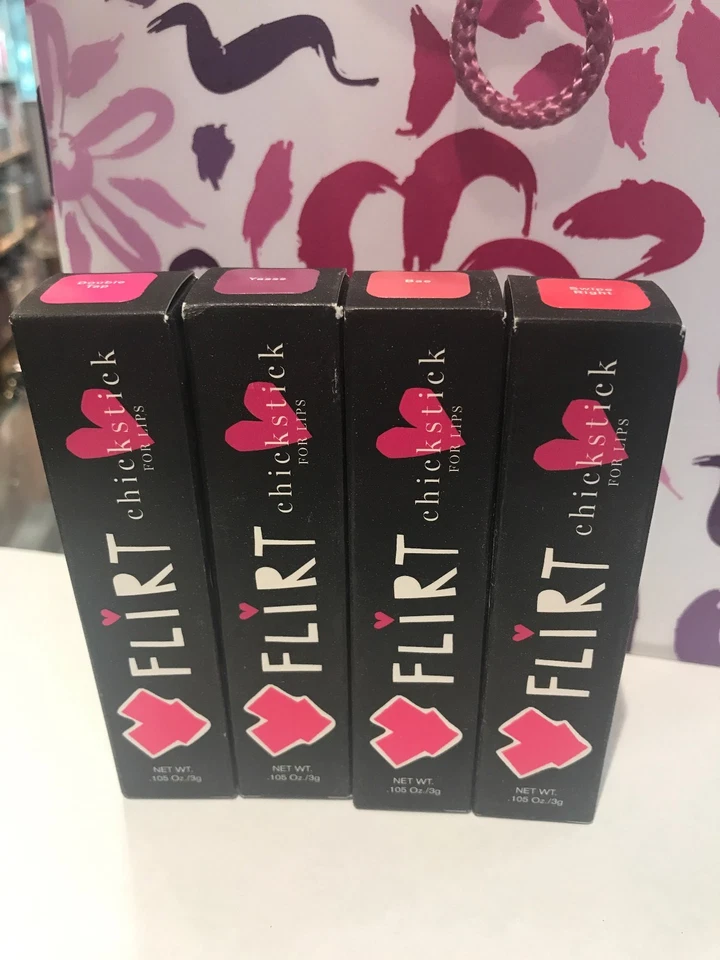 Double
Tap
Yasss
Bae
Swipe
Right
chickstick
FOR LIPS
FLiRT
NET WT.
.105 Oz./3g
chickstick
FOR LIPS
FLiRT
NET WT.
.105 Oz./3g
chickstick
FOR LIPS
FLiRT
NET WT.
.105 Oz./3g
chickstick
FOR LIPS
FLiRT
NET WT.
.105 Oz./3g